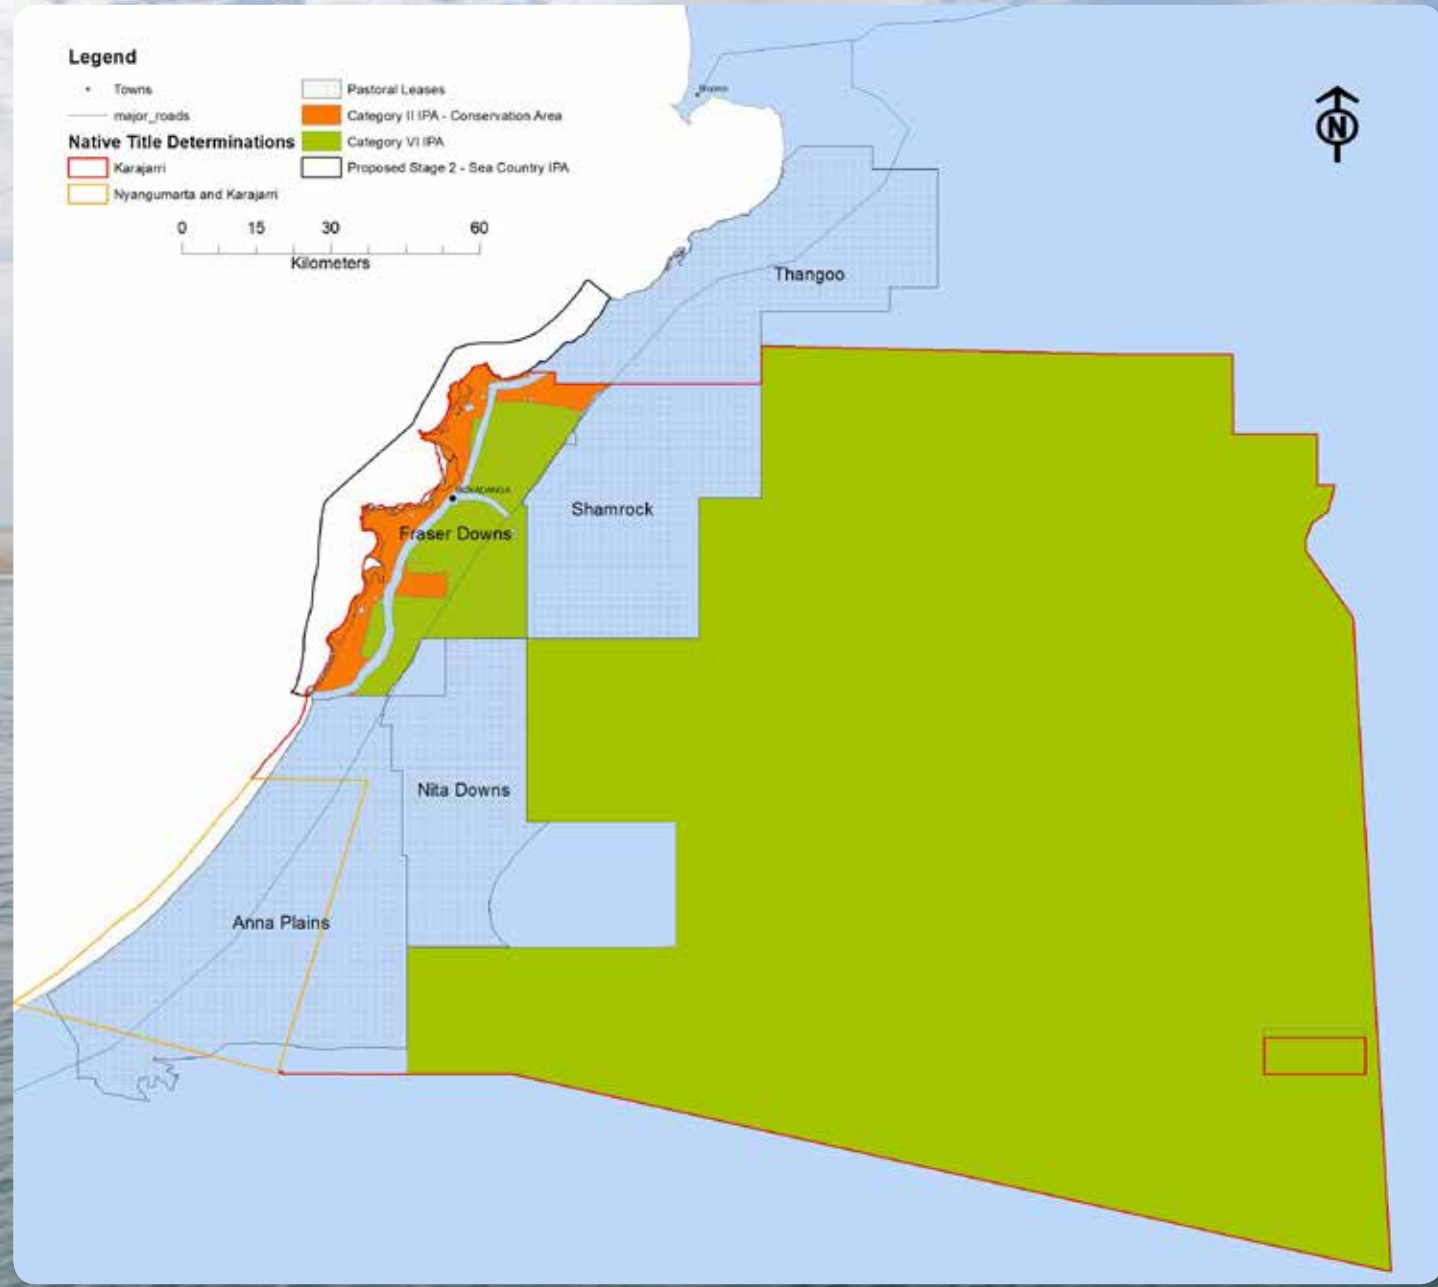 Legend
Towns
major_roads
Native Title Determinations
Karajarri
Nyangumarta and Karajarri
Pastoral Leases
Category II IPA - Conservation Area
Category VI IPA
Proposed Stage 2 - Sea Country IPA
0 15 30 60
Kilometers
N
Broome
Thangoo
Shamrock
Fraser Downs
Nita Downs
Anna Plains